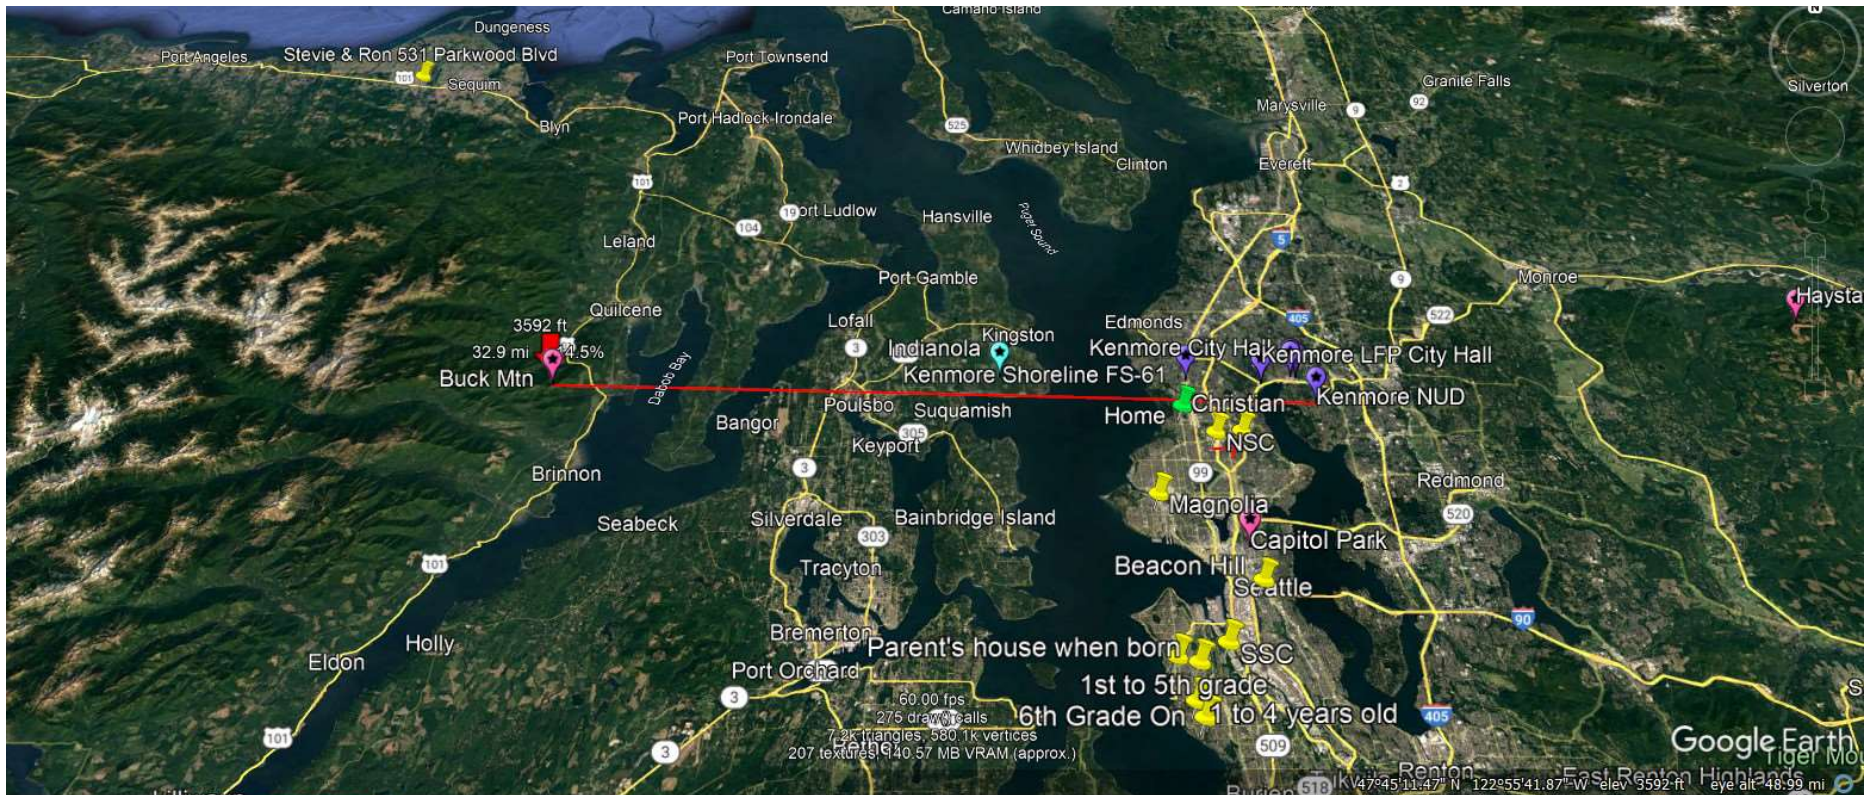 Camano Island
Dungeness
Port Angeles
Stevie & Ron 531 Parkwood Blvd
Port Townsend
101
Sequim
Granite Falls
Silverton
N
Marysville
9
92
Port Hadlock-Irondale
Blyn
525
Whidbey Island
Clinton
Everett
101
2
19
ort Ludlow
Hansville
Puget Sound
104
Leland
5
Port Gamble
9
Monroe
Haysta
Quilcene
Lofall
Edmonds
405
522
3592 ft
Kingston
32.9 mi
4.5%
3
Indianola
Kenmore City Hall
Kenmore LFP City Hall
Buck Mtn
Kenmore Shoreline FS-61
Dabob Bay
Kenmore NUD
Poulsbo
Suquamish
Home
Christian
Bangor
305
Keyport
NSC
Brinnon
3
99
Redmond
Magnolia
Seabeck
Silverdale
Bainbridge Island
520
303
Capitol Park
101
Tracyton
Beacon Hill
Seattle
90
Holly
Bremerton
Parent's house when born
SSC
Eldon
Port Orchard
1st to 5th grade
3
60.00 fps
275 draw calls
6th Grade On
1 to 4 years old
405
101
7.2k triangles, 580.1k vertices
3
207 textures, 140.57 MB VRAM (approx.)
509
Google Earth
Tiger Mou
Renton
East Renton Highlands
Burien
518
47°45'11.47" N 122°55'41.87" W elev 3592 ft eye alt 48.99 mi